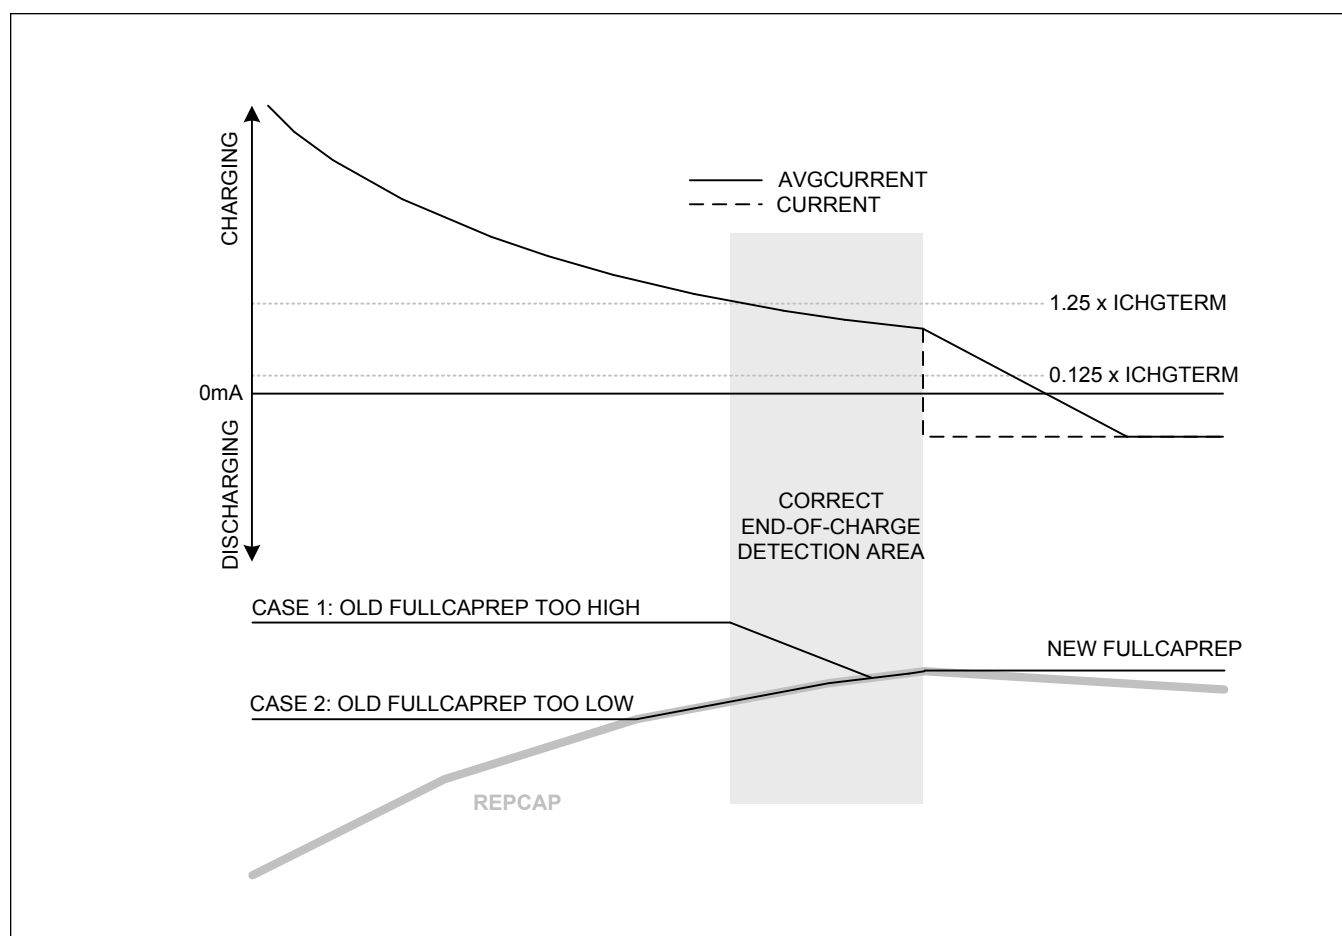 CHARGING
AVGCURRENT
CURRENT
1.25 x ICHGTERM
0.125 x ICHGTERM
0mA
DISCHARGING
CORRECT
END-OF-CHARGE
DETECTION AREA
CASE 1: OLD FULLCAPREP TOO HIGH
NEW FULLCAPREP
CASE 2: OLD FULLCAPREP TOO LOW
REPCAP